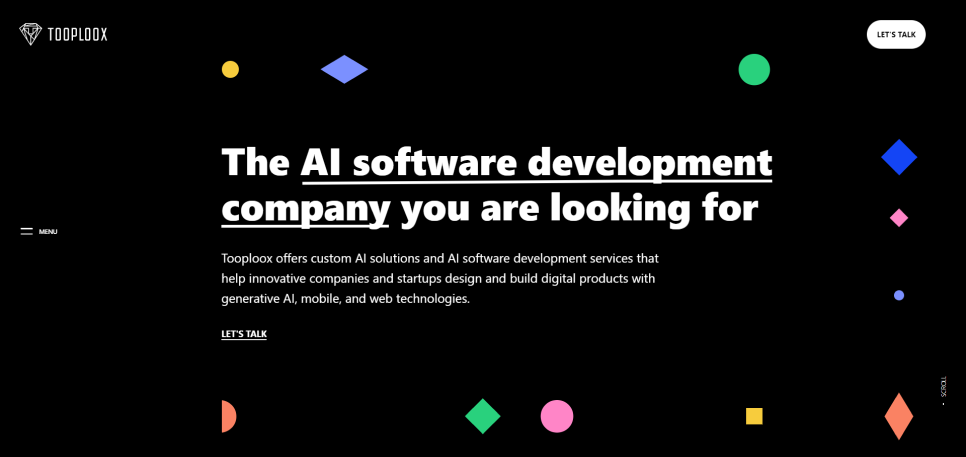 TOOPLOOX
LET'S TALK
The AI software development
company you are looking for
MENU
Tooploox offers custom AI solutions and AI software development services that
help innovative companies and startups design and build digital products with
generative AI, mobile, and web technologies.
LET'S TALK